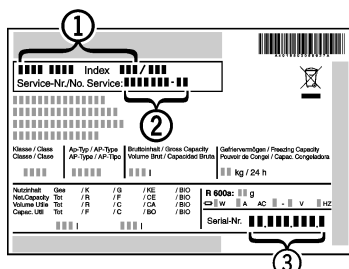 1
Index /
Service-Nr./No. Service: -
2
Klasse / Class
Classe / Clase
Ap-Typ / AP-Type
AP-Type / AP-Tipo
Bruttoinhalt / Gross Capacity
Volume Brut / Capacidad Bruta
Gefriervermögen / Freezing Capacity
Pouvoir de Congel / Capac. Congeladora
l
kg / 24 h
Nutzinhalt Ges / K / G / KE / BIO
Net.Capacity Tot / R / F / CE / BIO
Volume Utile Tot / R / C / CA / BIO
Capac. Util Tot / F / C / BO / BIO
l l
R 600a: g
W A AC - V HZ
Serial-Nr. . . .
3